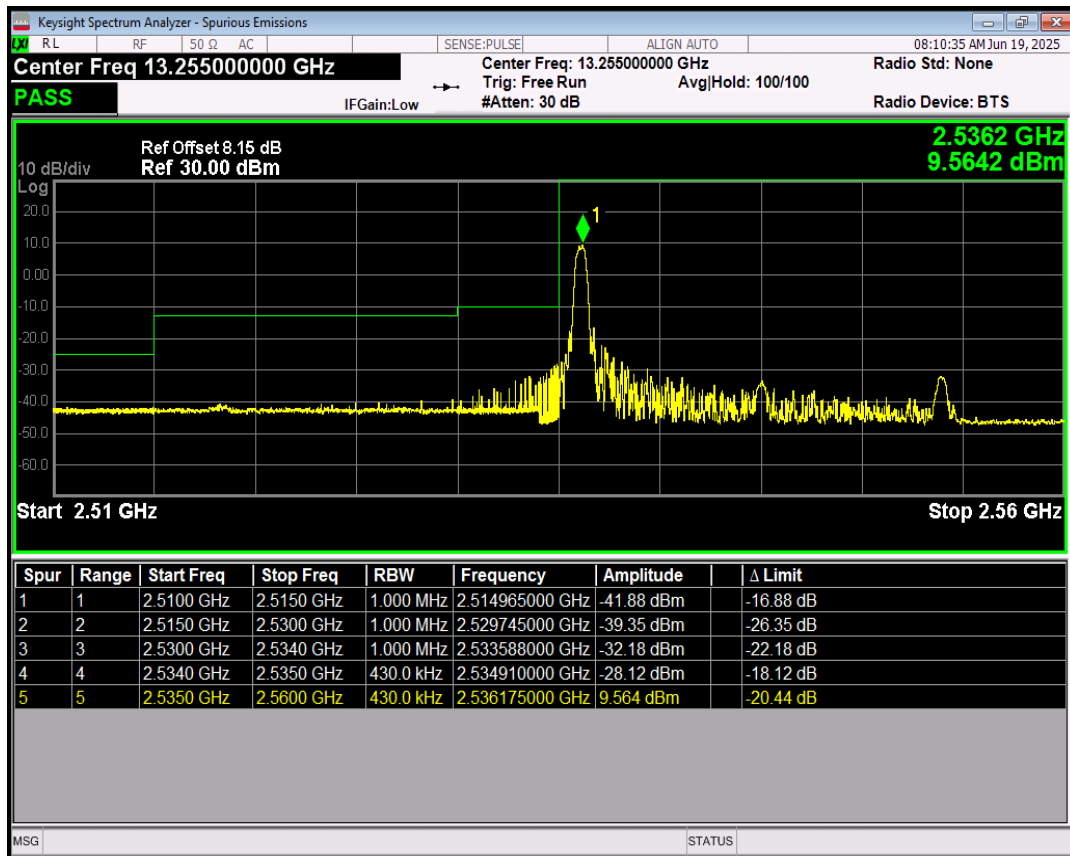 Keysight Spectrum Analyzer - Spurious Emissions
LXI RL RF 50 Ω AC SENSE:PULSE ALIGN AUTO 08:10:35 AM Jun 19, 2025
Center Freq 13.255000000 GHz Center Freq: 13.255000000 GHz Radio Std: None
Trig: Free Run Avg|Hold: 100/100
PASS IFGain:Low #Atten: 30 dB Radio Device: BTS
2.5362 GHz
9.5642 dBm
Ref Offset 8.15 dB
10 dB/div Ref 30.00 dBm
Log
1
20.0
10.0
0.00
-10.0
-20.0
-30.0
-40.0
-50.0
-60.0
Start 2.51 GHz Stop 2.56 GHz
Spur Range Start Freq Stop Freq RBW Frequency Amplitude Δ Limit
1 1 2.5100 GHz 2.5150 GHz 1.000 MHz 2.514965000 GHz -41.88 dBm -16.88 dB
2 2 2.5150 GHz 2.5300 GHz 1.000 MHz 2.529745000 GHz -39.35 dBm -26.35 dB
3 3 2.5300 GHz 2.5340 GHz 1.000 MHz 2.533588000 GHz -32.18 dBm -22.18 dB
4 4 2.5340 GHz 2.5350 GHz 430.0 kHz 2.534910000 GHz -28.12 dBm -18.12 dB
5 5 2.5350 GHz 2.5600 GHz 430.0 kHz 2.536175000 GHz 9.564 dBm -20.44 dB
MSG STATUS